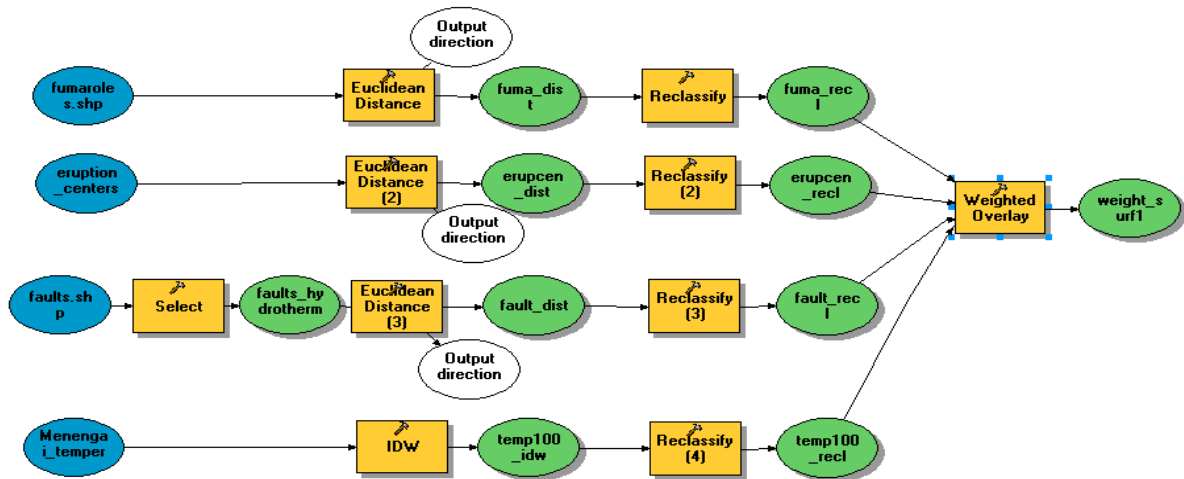 Output
direction
fumarole
s.shp
Euclidean
Distance
fuma_dis
t
Reclassify
fuma_rec
l
eruption
_centers
Euclidean
Distance
(2)
erupcen
_dist
Reclassify
(2)
erupcen
_recl
Weighted
Overlay
weight_s
urf1
Output
direction
faults.sh
p
Select
faults_hy
drotherm
Euclidean
Distance
(3)
fault_dist
Reclassify
(3)
fault_rec
l
Output
direction
Menenga
i_temper
IDW
temp100
_idw
Reclassify
(4)
temp100
_recl